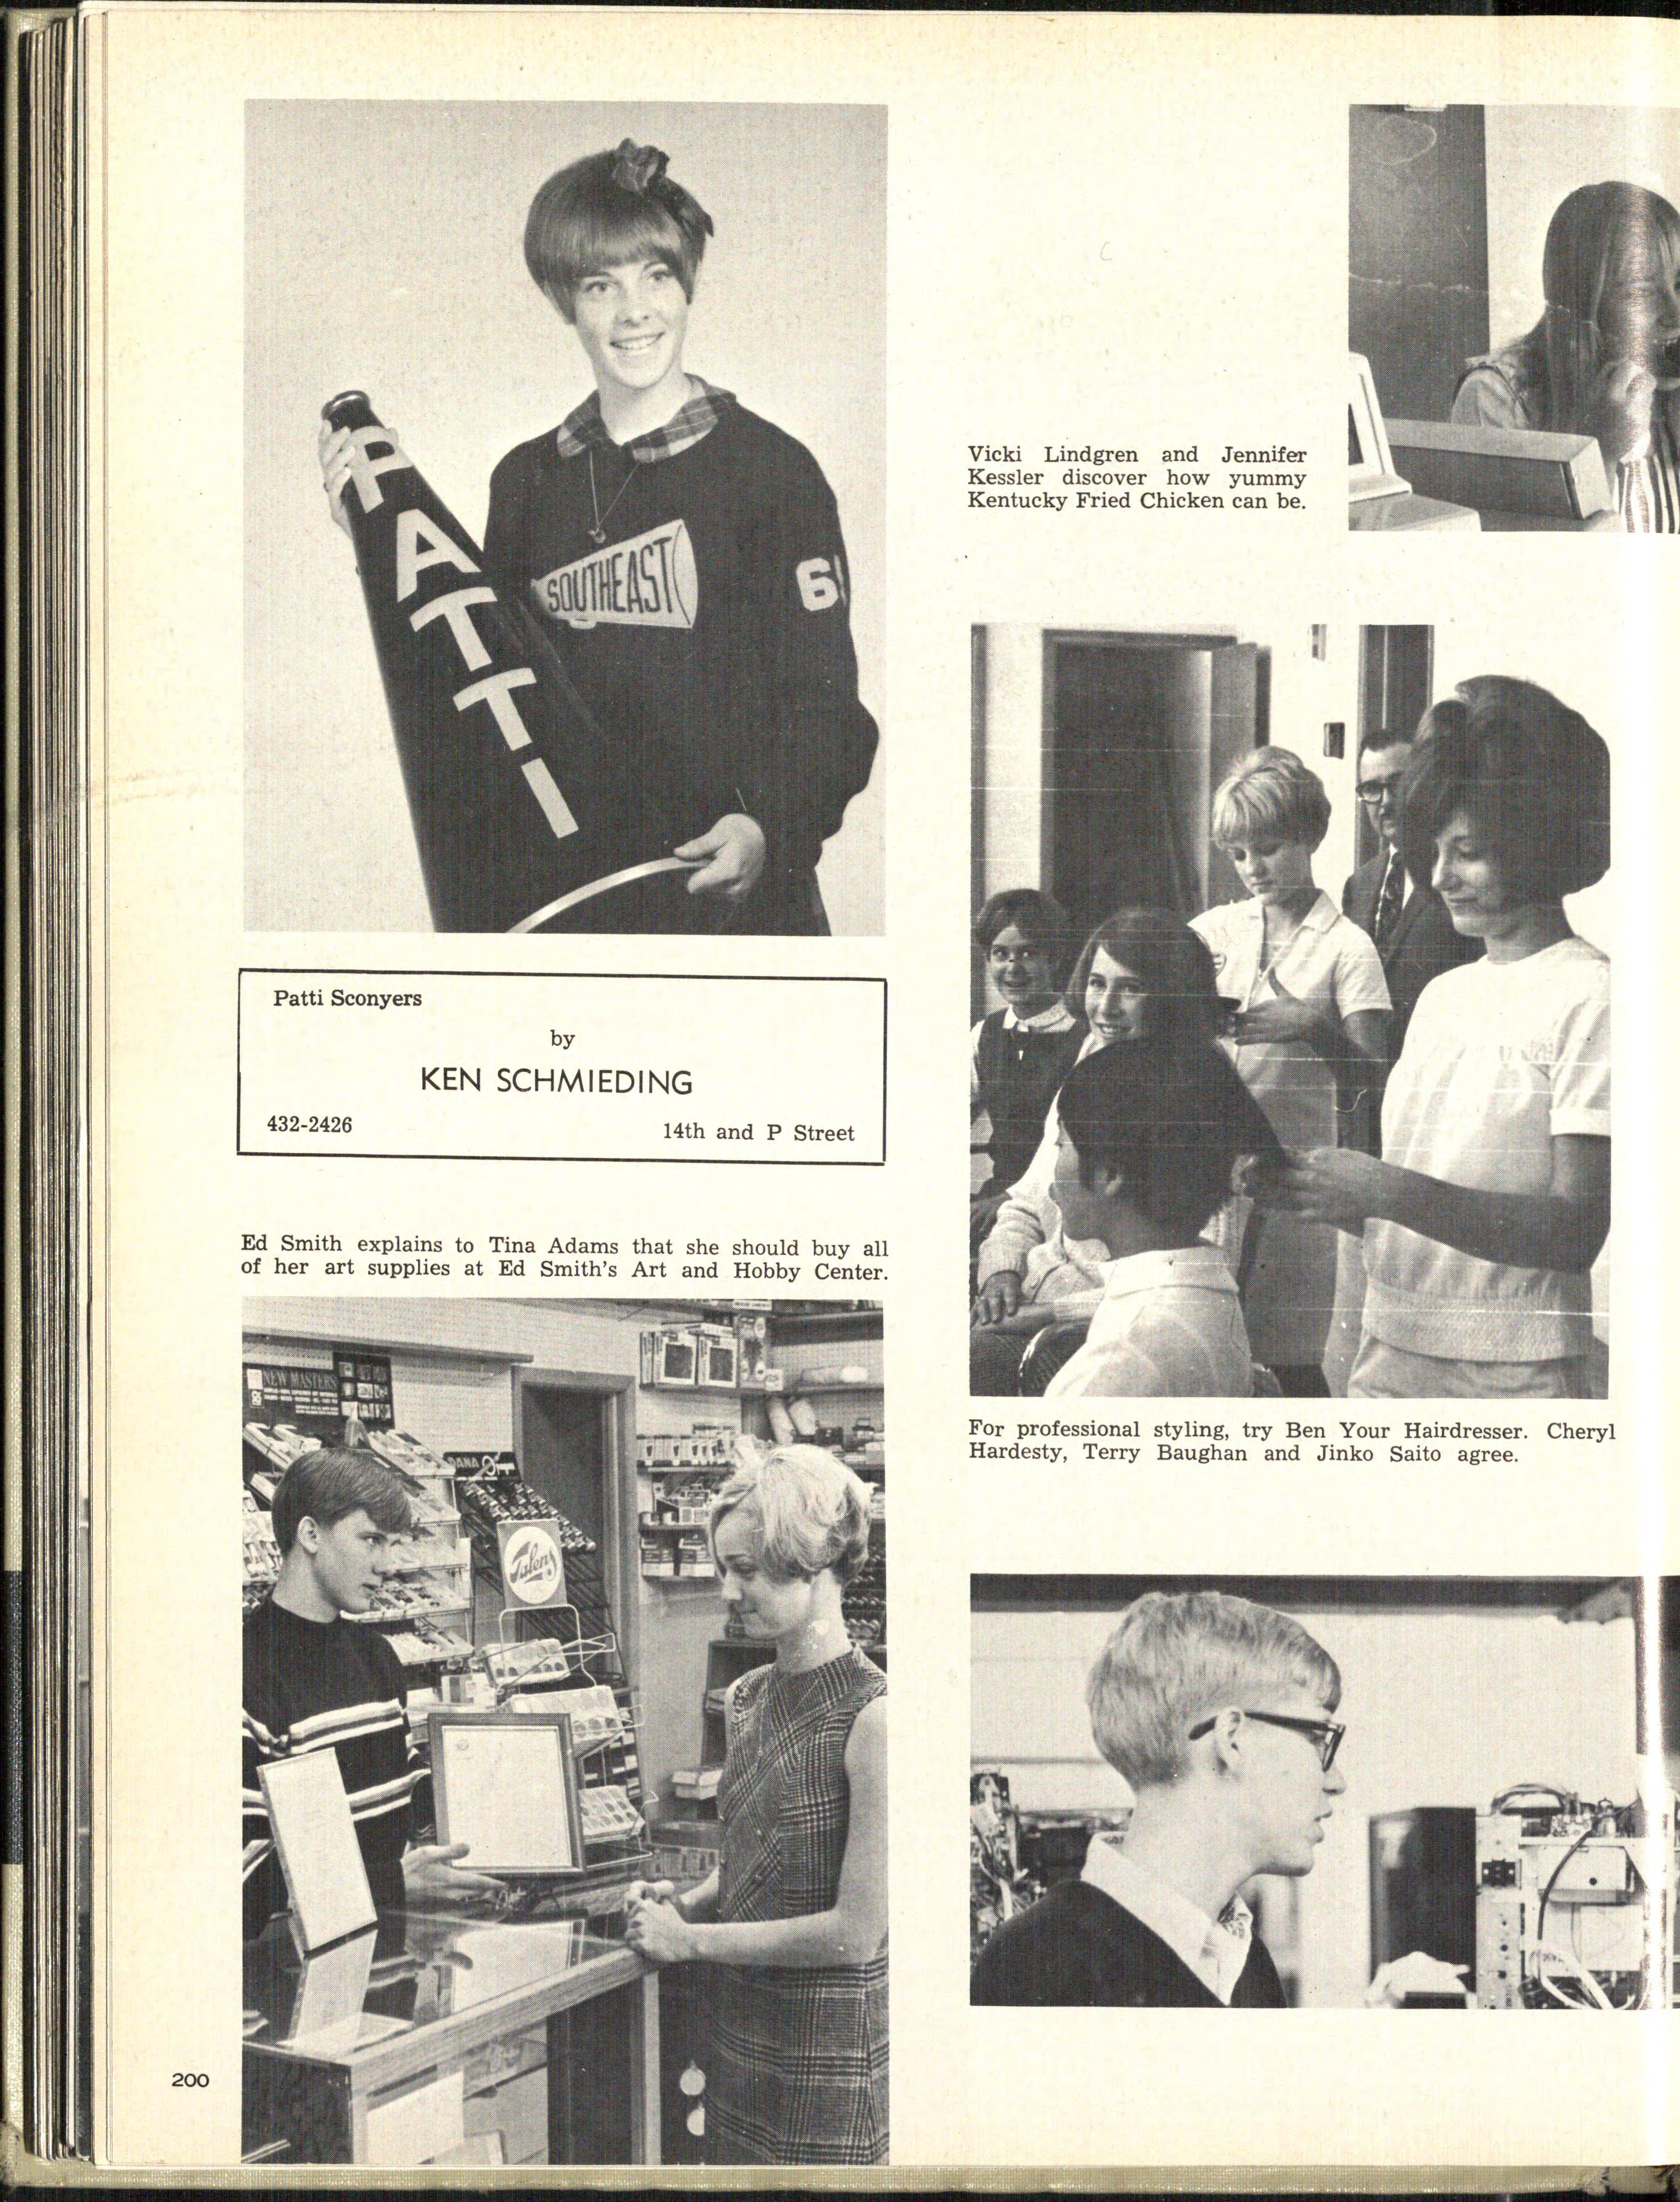 P
A
T
T
I
SOUTHEAST
6
Patti Sconyers
by
KEN SCHMIEDING
432-2426
14th and P Street
Ed Smith explains to Tina Adams that she should buy all
of her art supplies at Ed Smith's Art and Hobby Center.
NEW MASTERS
Talens
200
Vicki Lindgren and Jennifer
Kessler discover how yummy
Kentucky Fried Chicken can be.
For professional styling, try Ben Your Hairdresser. Cheryl
Hardesty, Terry Baughan and Jinko Saito agree.